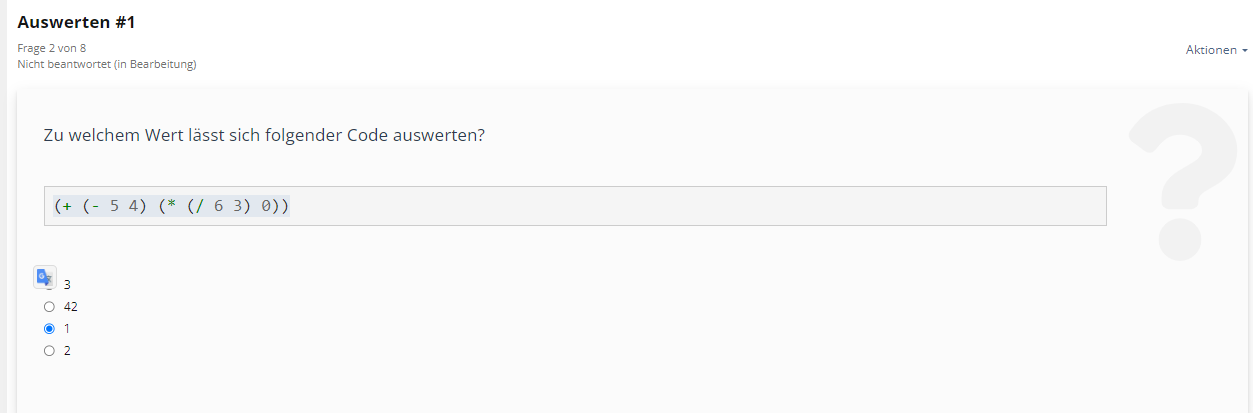 Auswerten #1
Frage 2 von 8
Nicht beantwortet (in Bearbeitung)
Aktionen
Zu welchem Wert lässt sich folgender Code auswerten?
(+ (- 5 4) (* (/ 6 3) 0))
3
42
1
2